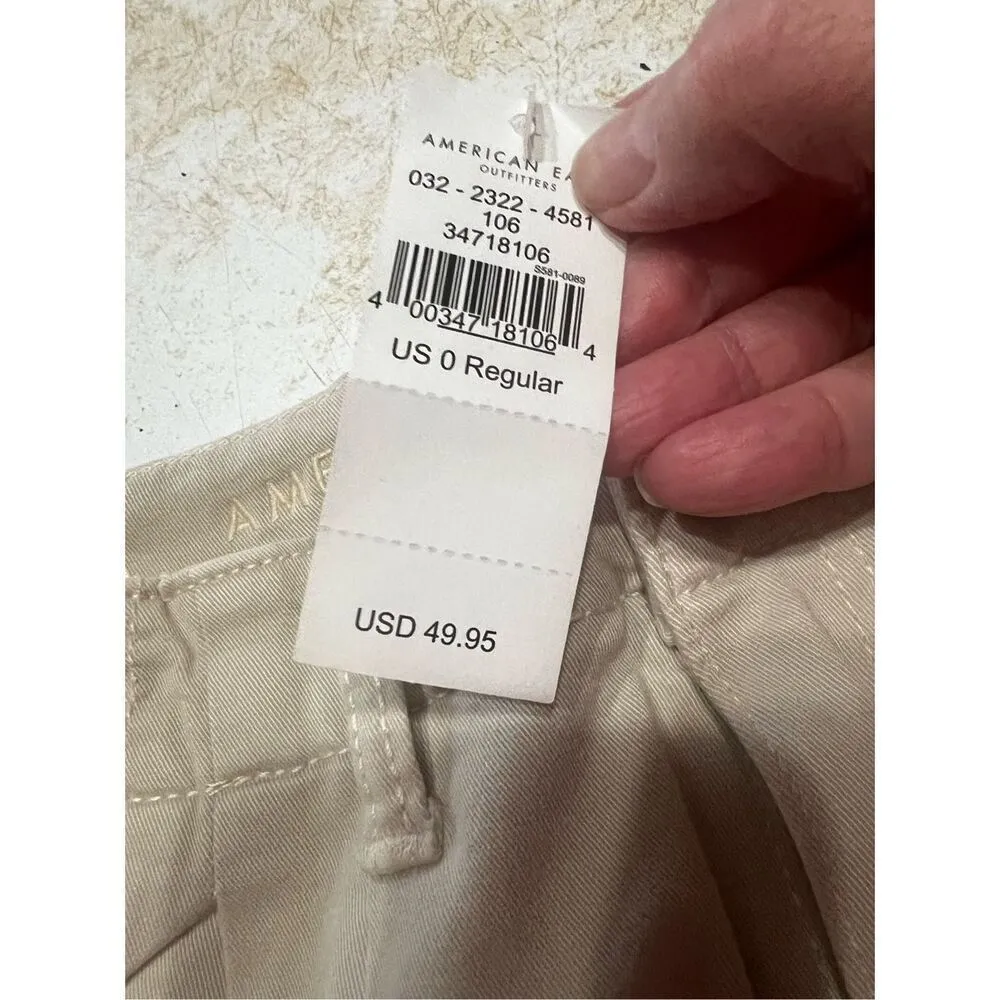 AMERICAN EA
OUTFITTERS
032 - 2322 - 4581
106
34718106
S581-0089
4 00347 18106 4
US 0 Regular
AME
USD 49.95